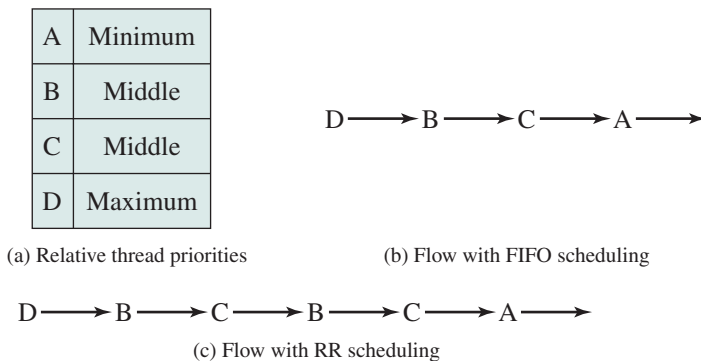 A Minimum
B Middle
C Middle
D Maximum
(a) Relative thread priorities
D B C A
(b) Flow with FIFO scheduling
D B C B C A
(c) Flow with RR scheduling